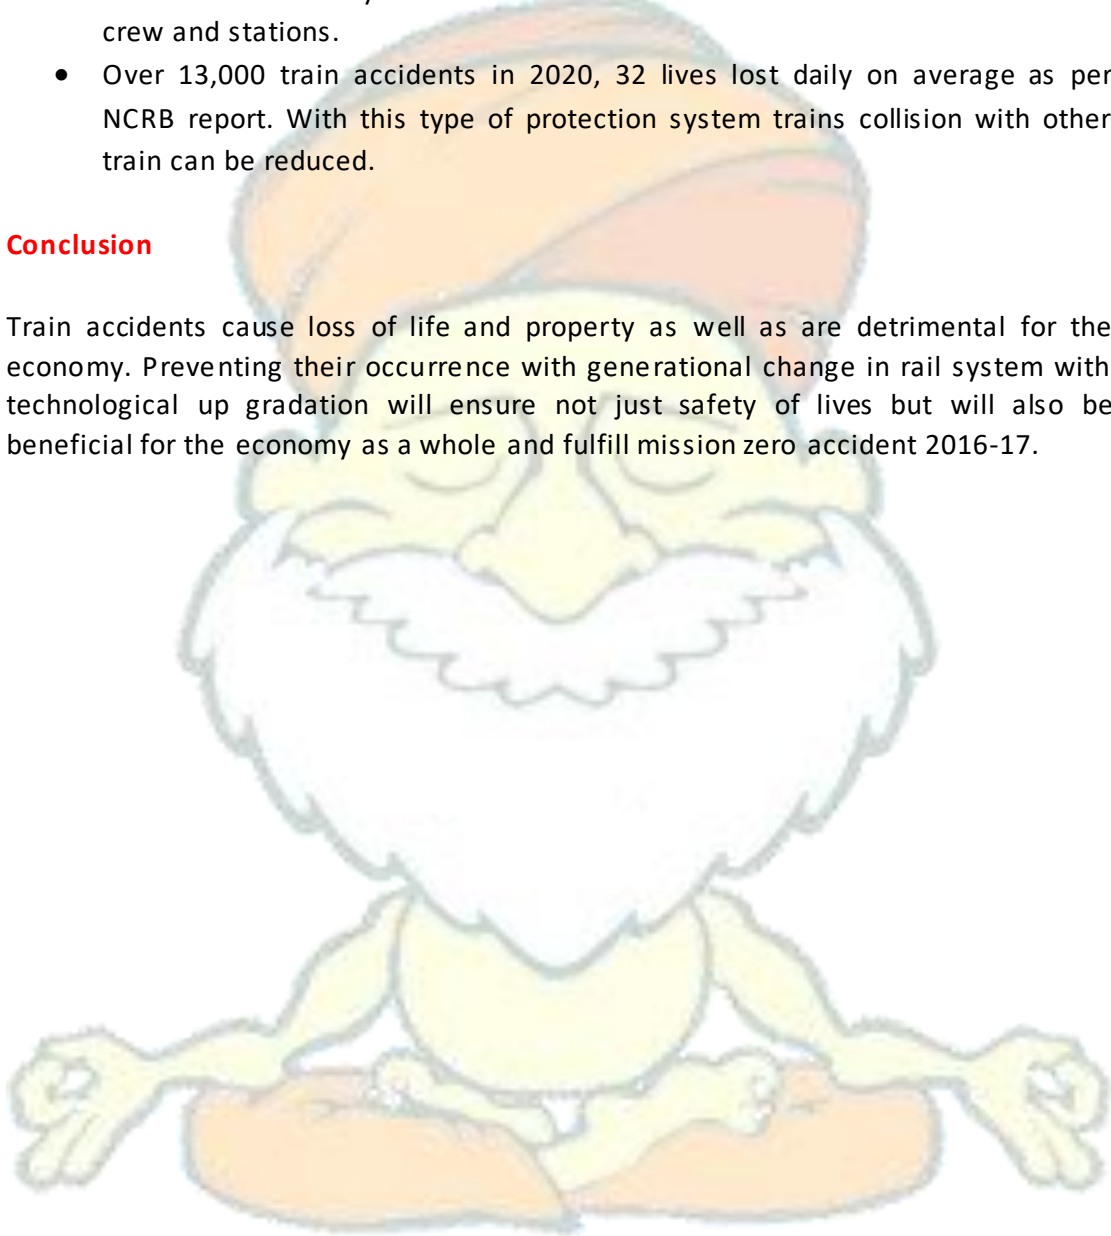 crew and stations.
• Over 13,000 train accidents in 2020, 32 lives lost daily on average as per
NCRB report. With this type of protection system trains collision with other
train can be reduced.
Conclusion
Train accidents cause loss of life and property as well as are detrimental for the
economy. Preventing their occurrence with generational change in rail system with
technological up gradation will ensure not just safety of lives but will also be
beneficial for the economy as a whole and fulfill mission zero accident 2016-17.